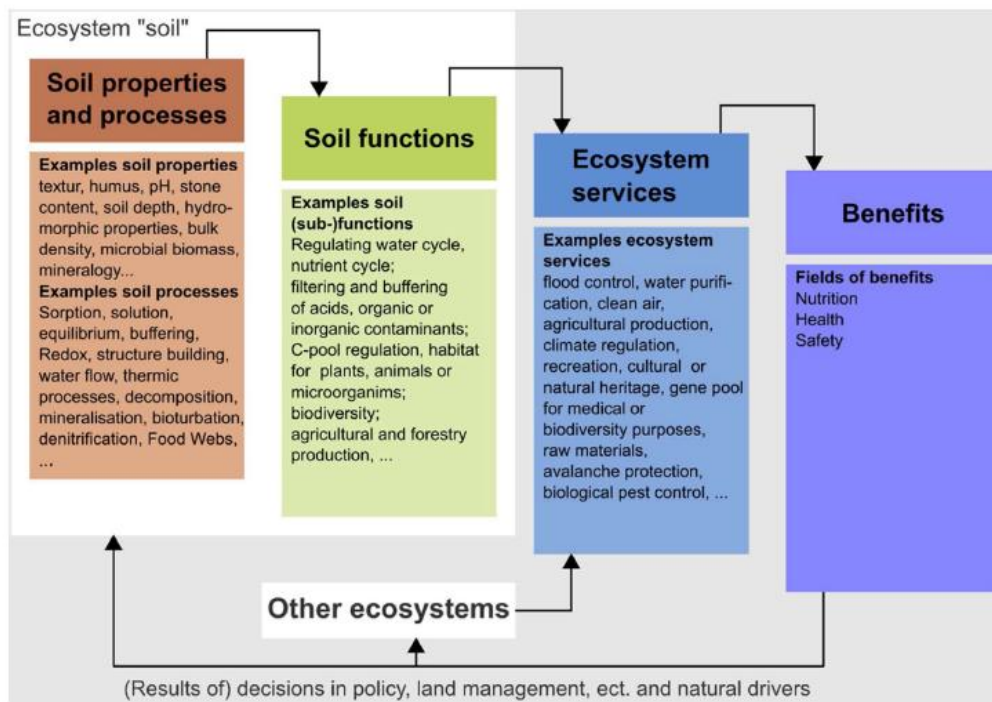 Ecosystem "soil"
Soil properties
and processes
Examples soil properties
textur, humus, pH, stone
content, soil depth, hydro-
morphic properties, bulk
density, microbial biomass,
mineralogy...
Examples soil processes
Sorption, solution,
equilibrium, buffering,
Redox, structure building,
water flow, thermic
processes, decomposition,
mineralisation, bioturbation,
denitrification, Food Webs,
...
Soil functions
Examples soil
(sub-)functions
Regulating water cycle,
nutrient cycle;
filtering and buffering
of acids, organic or
inorganic contaminants;
C-pool regulation, habitat
for plants, animals or
microorganims;
biodiversity;
agricultural and forestry
production, ...
Ecosystem
services
Examples ecosystem
services
flood control, water purifi-
cation, clean air,
agricultural production,
climate regulation,
recreation, cultural or
natural heritage, gene pool
for medical or
biodiversity purposes,
raw materials,
avalanche protection,
biological pest control, ...
Benefits
Fields of benefits
Nutrition
Health
Safety
Other ecosystems
(Results of) decisions in policy, land management, ect. and natural drivers